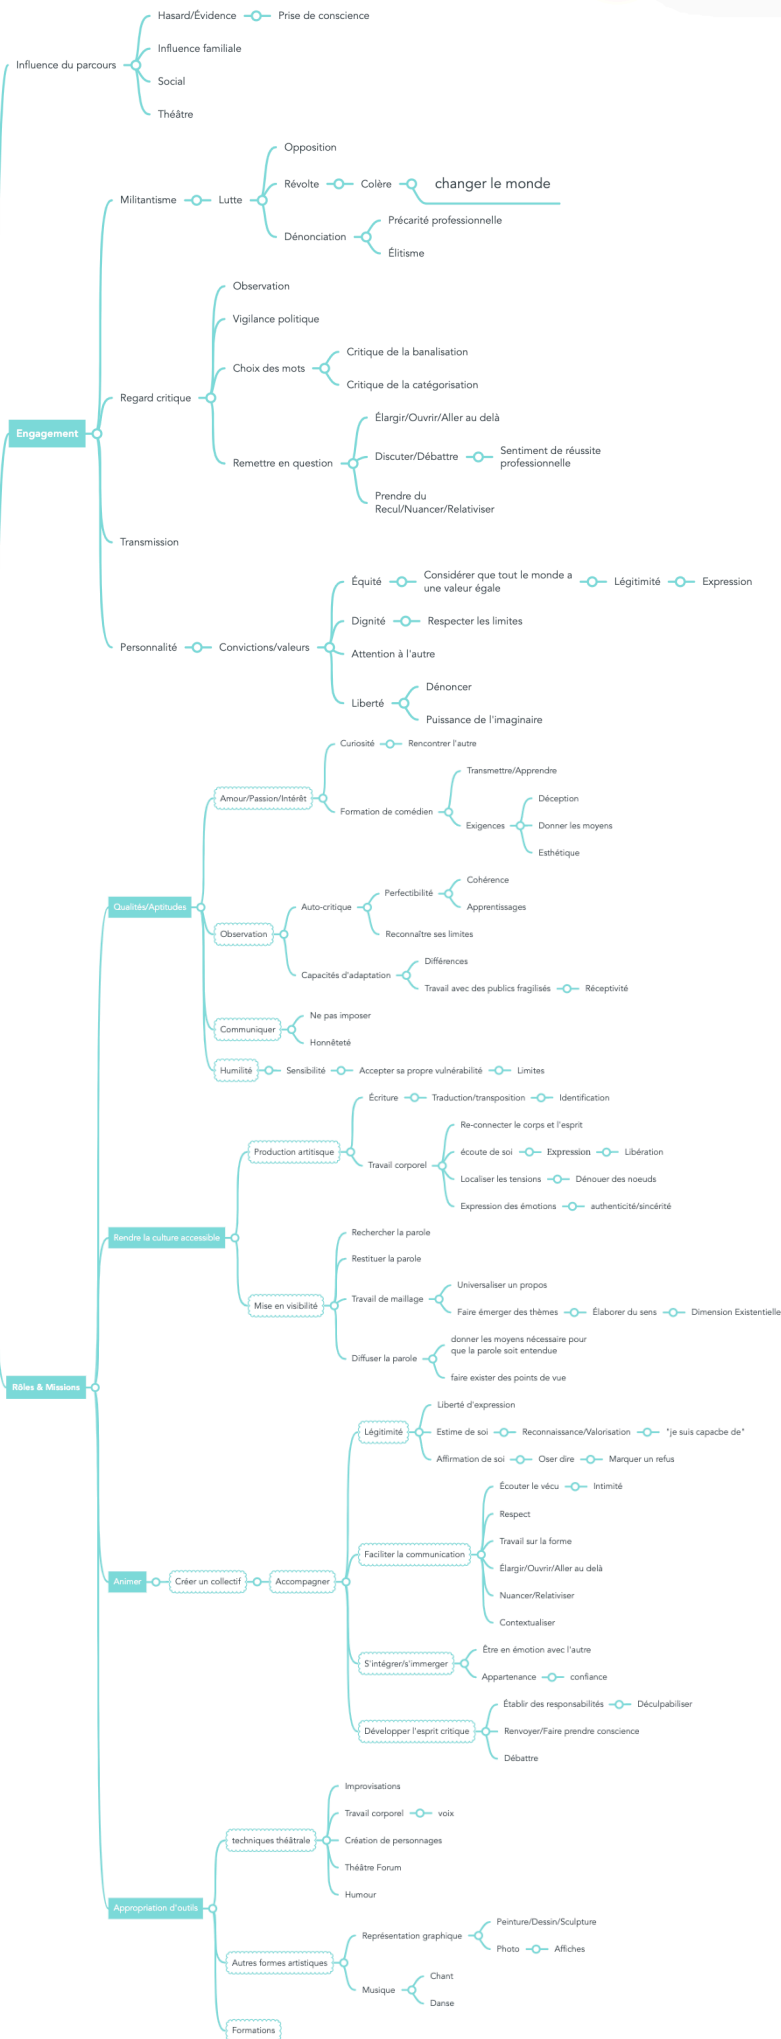 Hasard/Évidence
Prise de conscience
Influence familiale
Influence du parcours
Social
Théâtre
Opposition
Révolte
Colère
changer le monde
Militantisme
Lutte
Précarité professionnelle
Dénonciation
Élitisme
Observation
Vigilance politique
Critique de la banalisation
Choix des mots
Critique de la catégorisation
Regard critique
Élargir/Ouvrir/Aller au delà
Engagement
Discuter/Débattre
Sentiment de réussite
professionnelle
Remettre en question
Prendre du
Recul/Nuancer/Relativiser
Transmission
Équité
Considérer que tout le monde a
une valeur égale
Légitimité
Expression
Dignité
Respecter les limites
Personnalité
Convictions/valeurs
Attention à l'autre
Dénoncer
Liberté
Puissance de l'imaginaire
Curiosité
Rencontrer l'autre
Transmettre/Apprendre
Amour/Passion/Intérêt
Déception
Formation de comédien
Exigences
Donner les moyens
Esthétique
Cohérence
Perfectibilité
Qualités/Aptitudes
Auto-critique
Apprentissages
Observation
Reconnaître ses limites
Différences
Capacités d'adaptation
Travail avec des publics fragilisés
Réceptivité
Ne pas imposer
Communiquer
Honnêteté
Humilité
Sensibilité
Accepter sa propre vulnérabilité
Limites
Écriture
Traduction/transposition
Identification
Re-connecter le corps et l'esprit
Production artitisque
écoute de soi
Expression
Libération
Travail corporel
Localiser les tensions
Dénouer des noeuds
Expression des émotions
authenticité/sincérité
Rechercher la parole
Rendre la culture accessible
Restituer la parole
Universaliser un propos
Mise en visibilité
Travail de maillage
Faire émerger des thèmes
Élaborer du sens
Dimension Existentielle
donner les moyens nécessaire pour
que la parole soit entendue
Diffuser la parole
faire exister des points de vue
Rôles & Missions
Liberté d'expression
Légitimité
Estime de soi
Reconnaissance/Valorisation
"je suis capacbe de"
Affirmation de soi
Oser dire
Marquer un refus
Écouter le vécu
Intimité
Respect
Travail sur la forme
Faciliter la communication
Élargir/Ouvrir/Aller au delà
Animer
Créer un collectif
Accompagner
Nuancer/Relativiser
Contextualiser
Être en émotion avec l'autre
S'intégrer/s'immerger
Appartenance
confiance
Établir des responsabilités
Déculpabiliser
Développer l'esprit critique
Renvoyer/Faire prendre conscience
Débattre
Improvisations
Travail corporel
voix
techniques théâtrale
Création de personnages
Théâtre Forum
Humour
Appropriation d'outils
Peinture/Dessin/Sculpture
Représentation graphique
Photo
Affiches
Autres formes artistiques
Chant
Musique
Danse
Formations